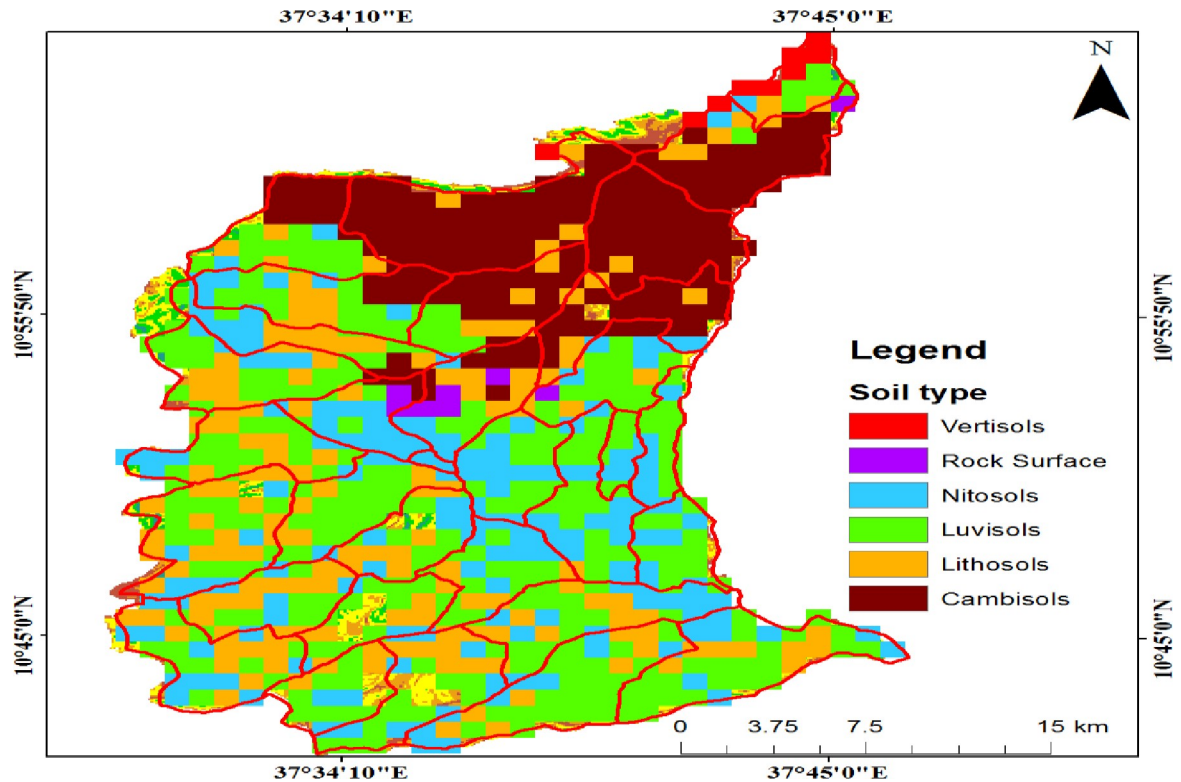 37°34'10"E
37°45'0"E
N
10°55'50"N
10°55'50"N
Legend
Soil type
Vertisols
Rock Surface
Nitosols
Luvisols
Lithosols
Cambisols
10°45'0"N
10°45'0"N
0 3.75 7.5 15 km
37°34'10"E
37°45'0"E